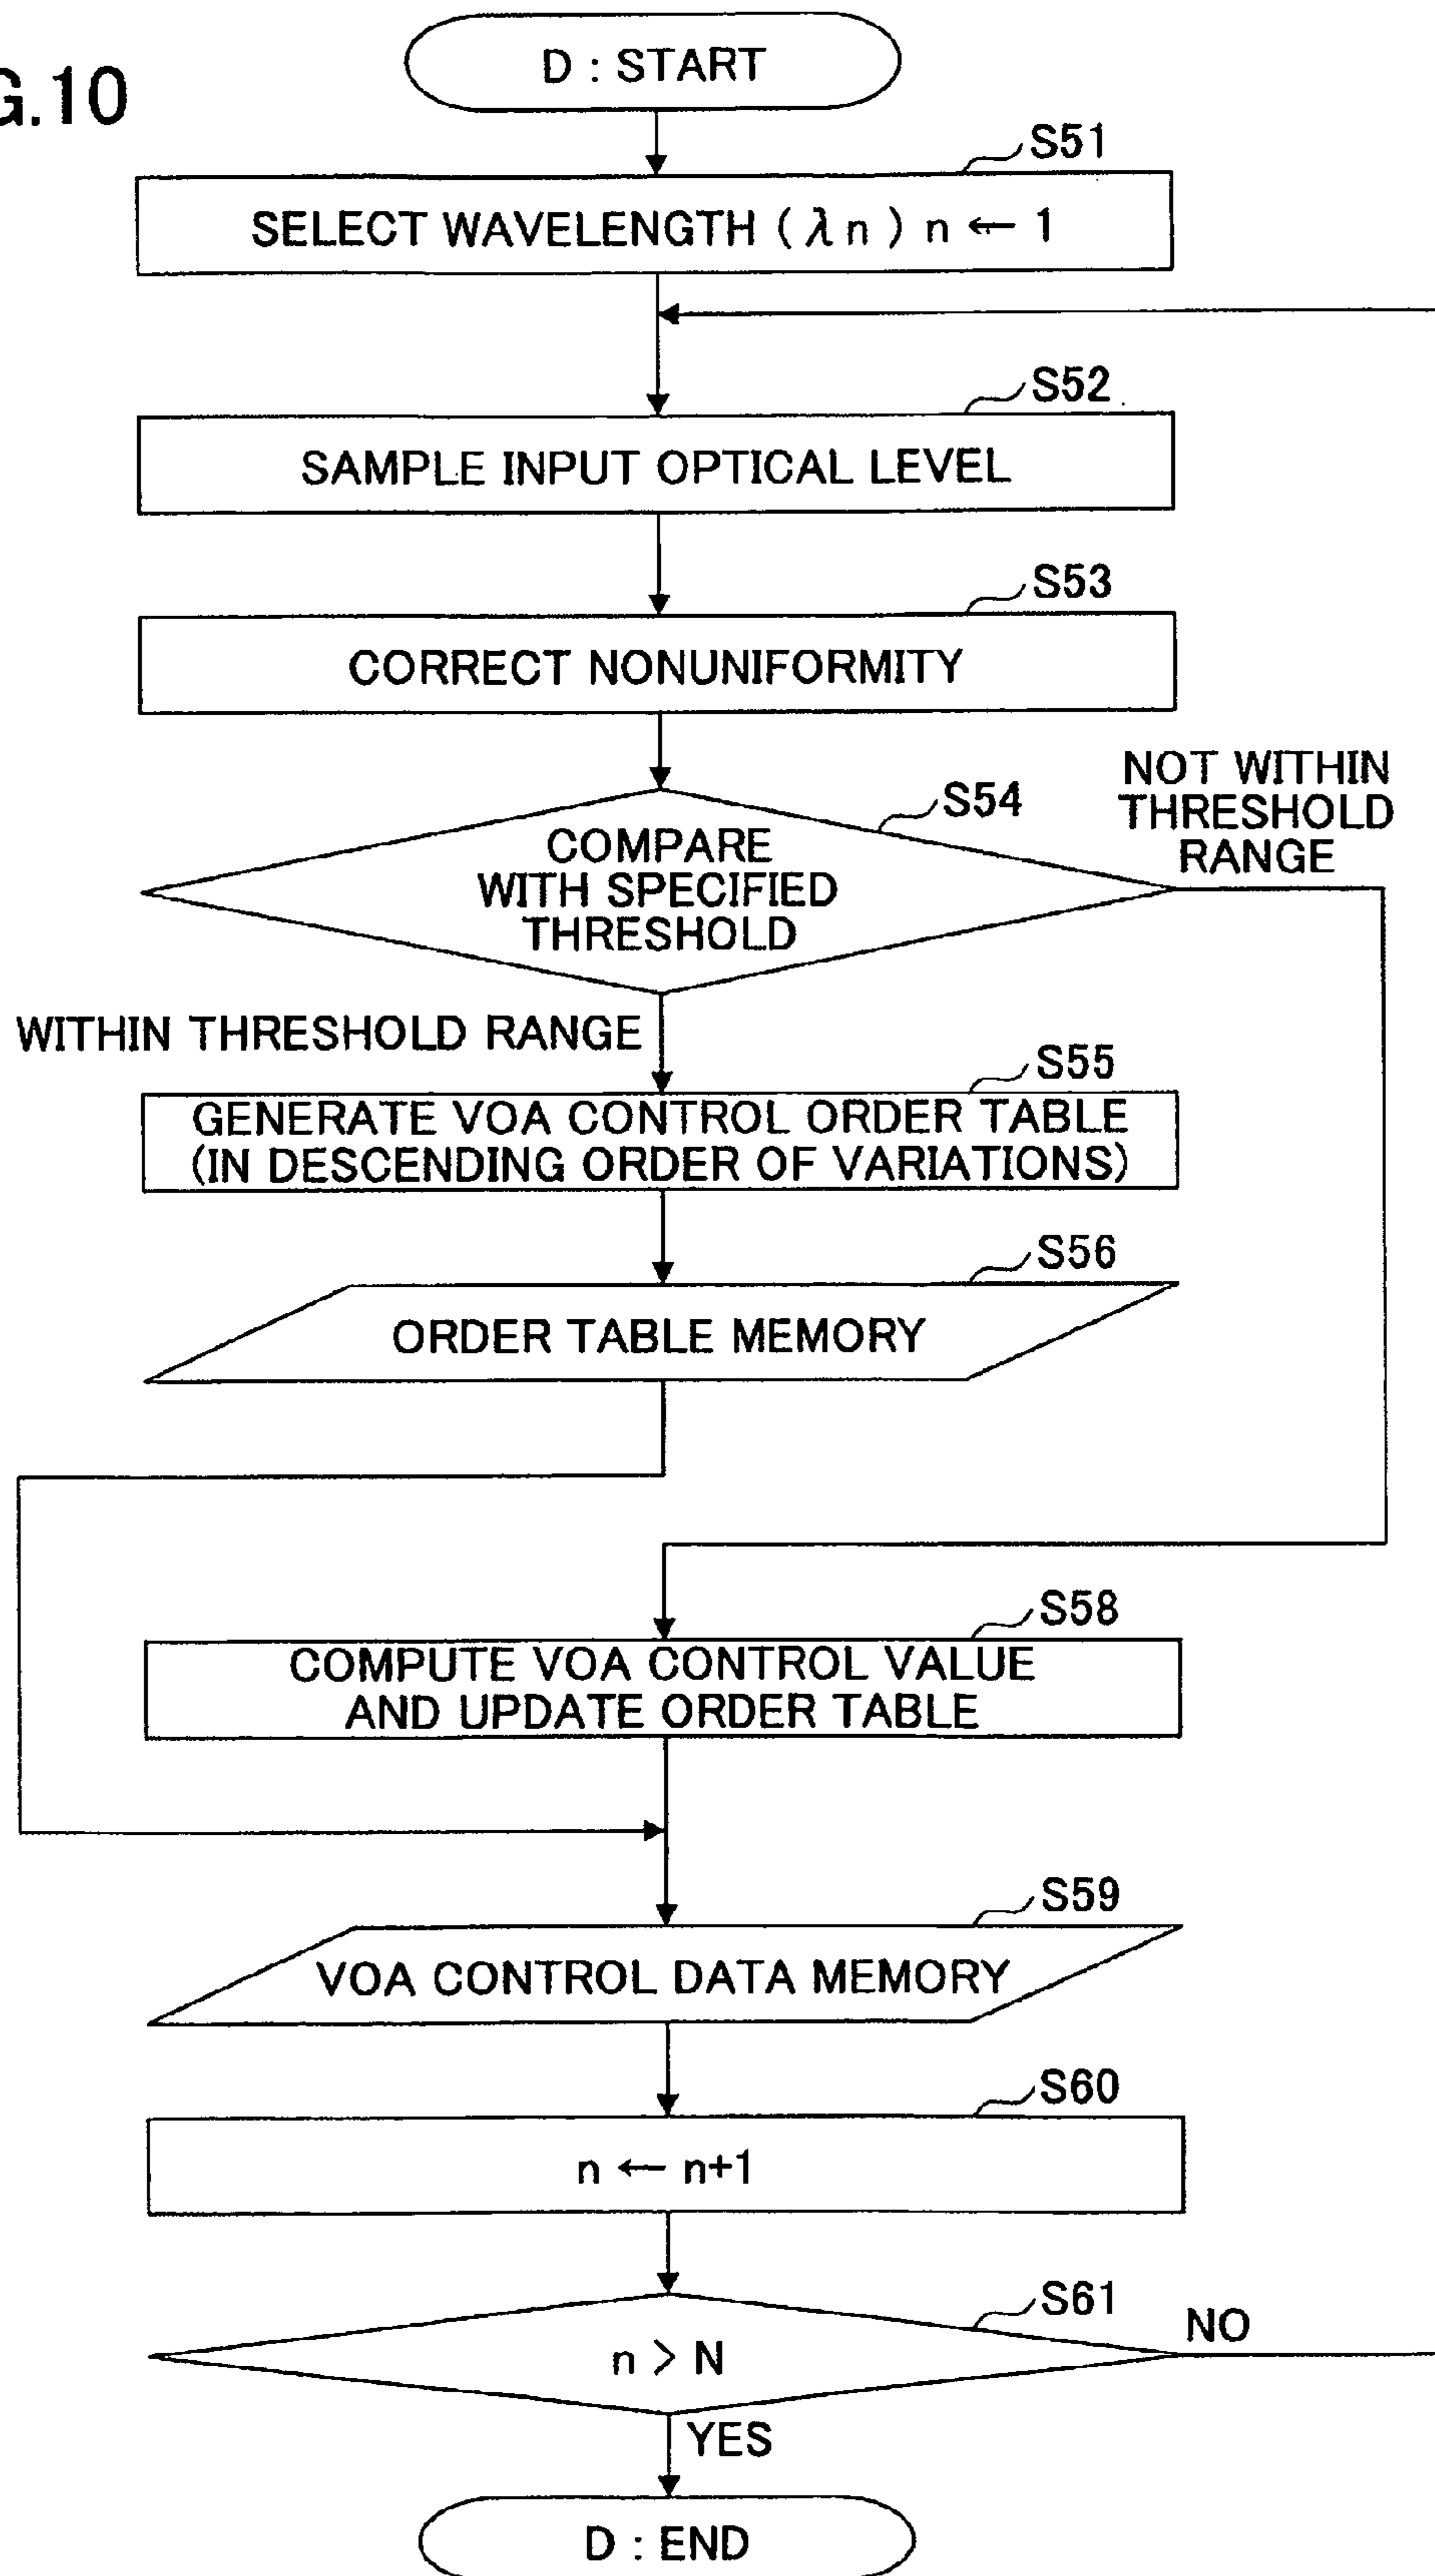 G.10
D : START
S51
SELECT WAVELENGTH ( λ n ) n ← 1
S52
SAMPLE INPUT OPTICAL LEVEL
S53
CORRECT NONUNIFORMITY
S54
COMPARE
WITH SPECIFIED
THRESHOLD
NOT WITHIN
THRESHOLD
RANGE
WITHIN THRESHOLD RANGE
S55
GENERATE VOA CONTROL ORDER TABLE
(IN DESCENDING ORDER OF VARIATIONS)
S56
ORDER TABLE MEMORY
S58
COMPUTE VOA CONTROL VALUE
AND UPDATE ORDER TABLE
S59
VOA CONTROL DATA MEMORY
S60
n ← n+1
S61
n > N
NO
YES
D : END